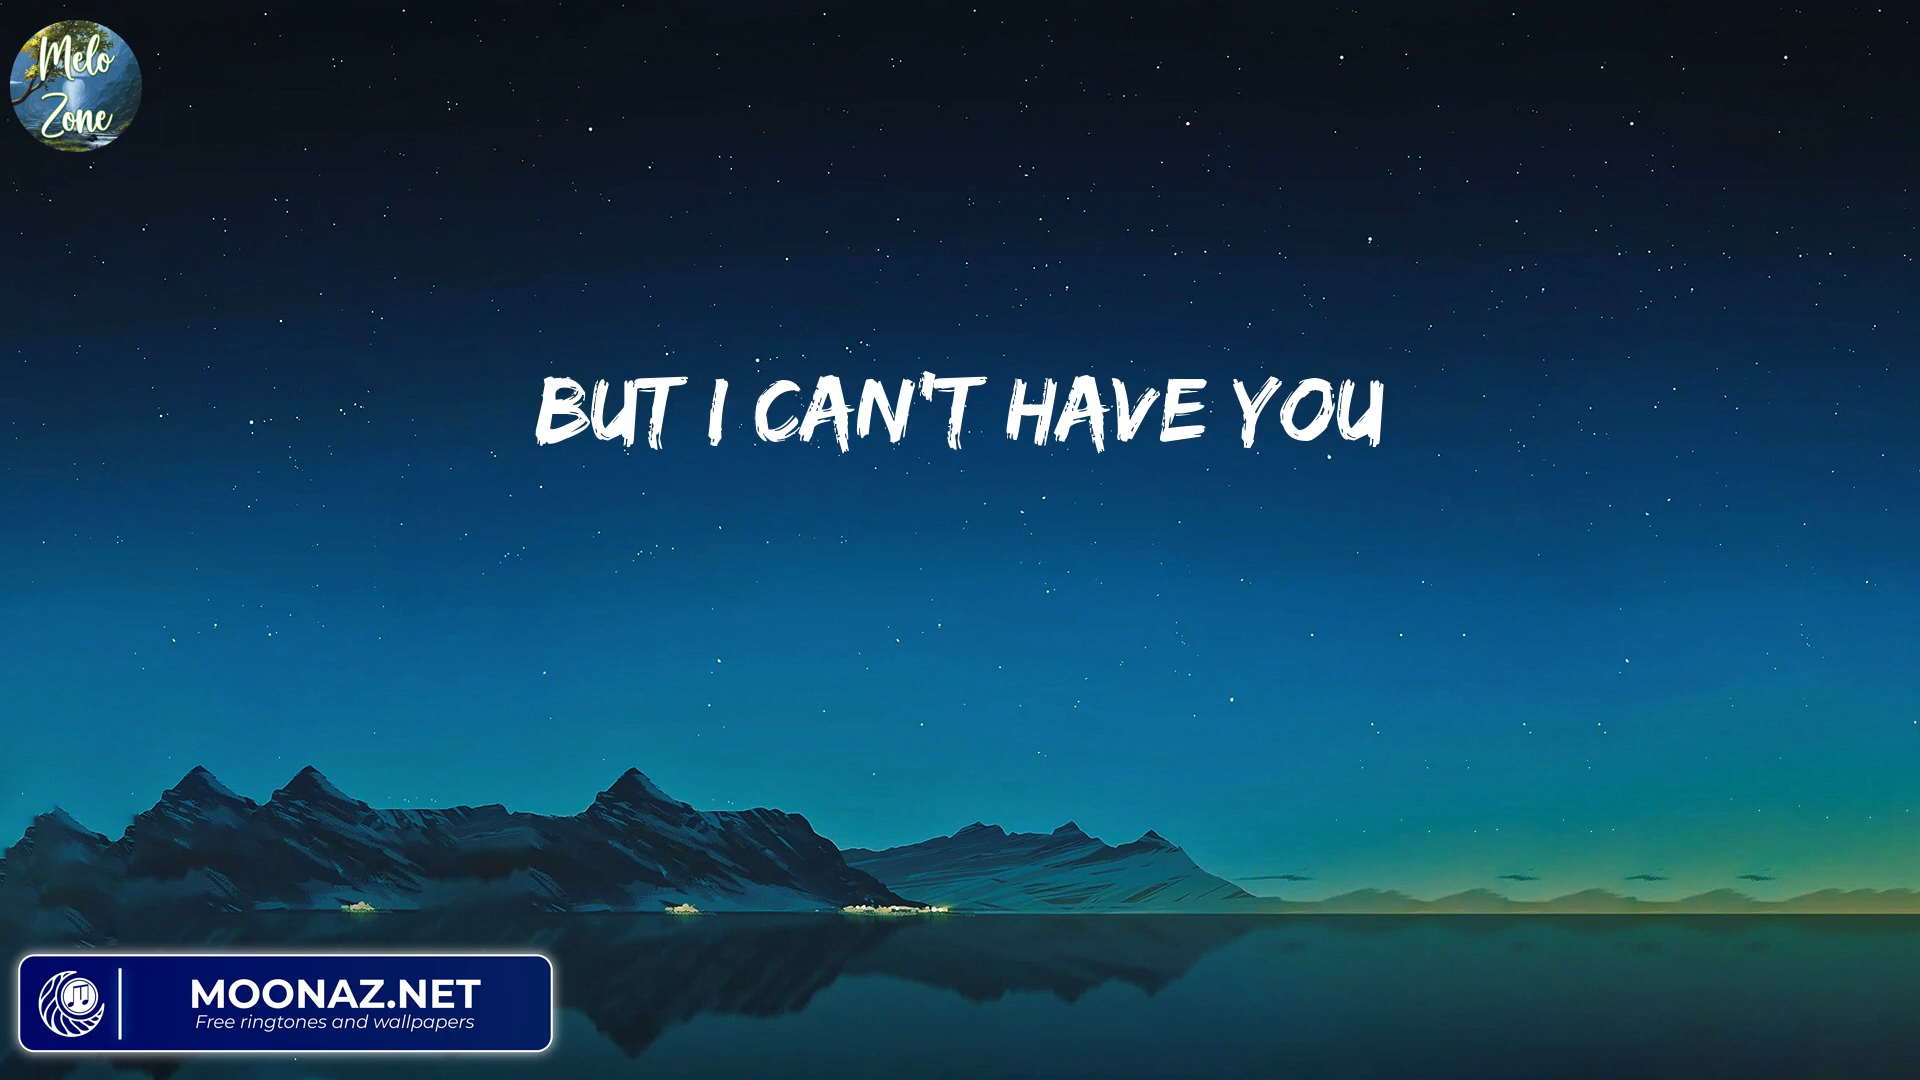 Melo
Zone
BUT I CAN'T HAVE YOU
MOONAZ.NET
Free ringtones and wallpapers